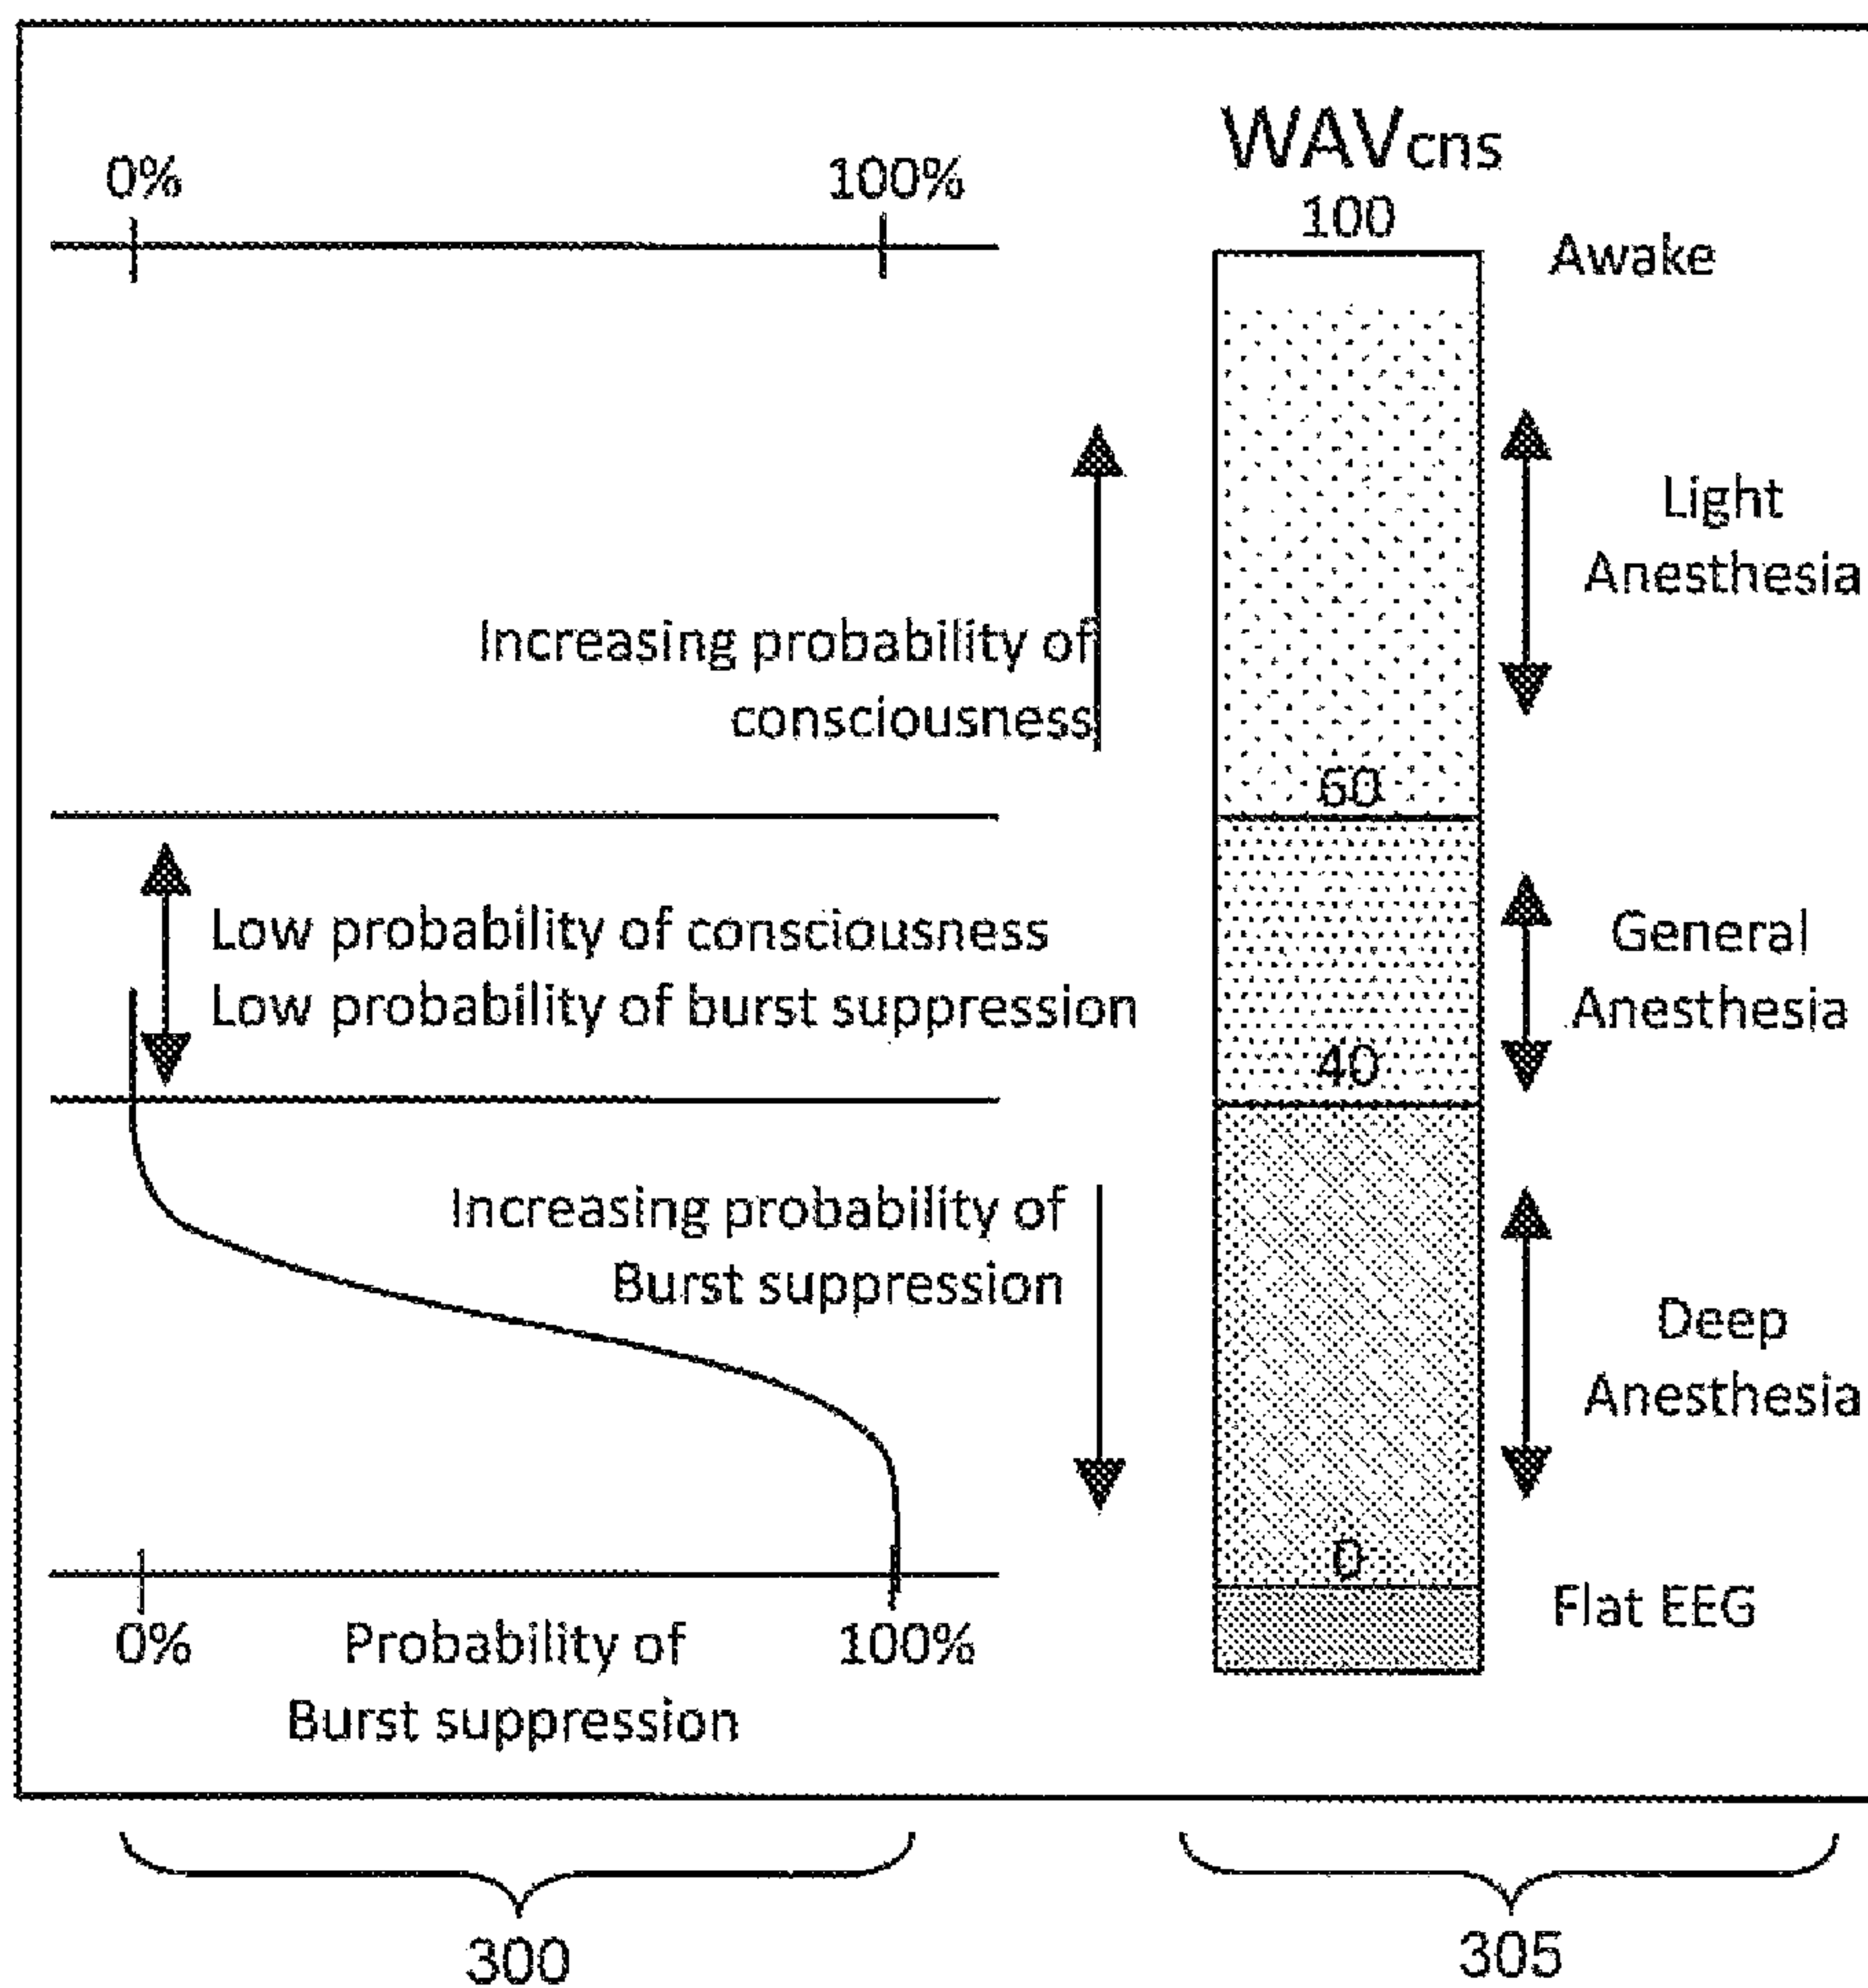 WAVcns
0%
100%
100
Awake
Light
Anesthesia
Increasing probability of
consciousness
60
Low probability of consciousness
Low probability of burst suppression
General
Anesthesia
40
Increasing probability of
Burst suppression
Deep
Anesthesia
0
Flat EEG
0%
Probability of
100%
Burst suppression
300
305